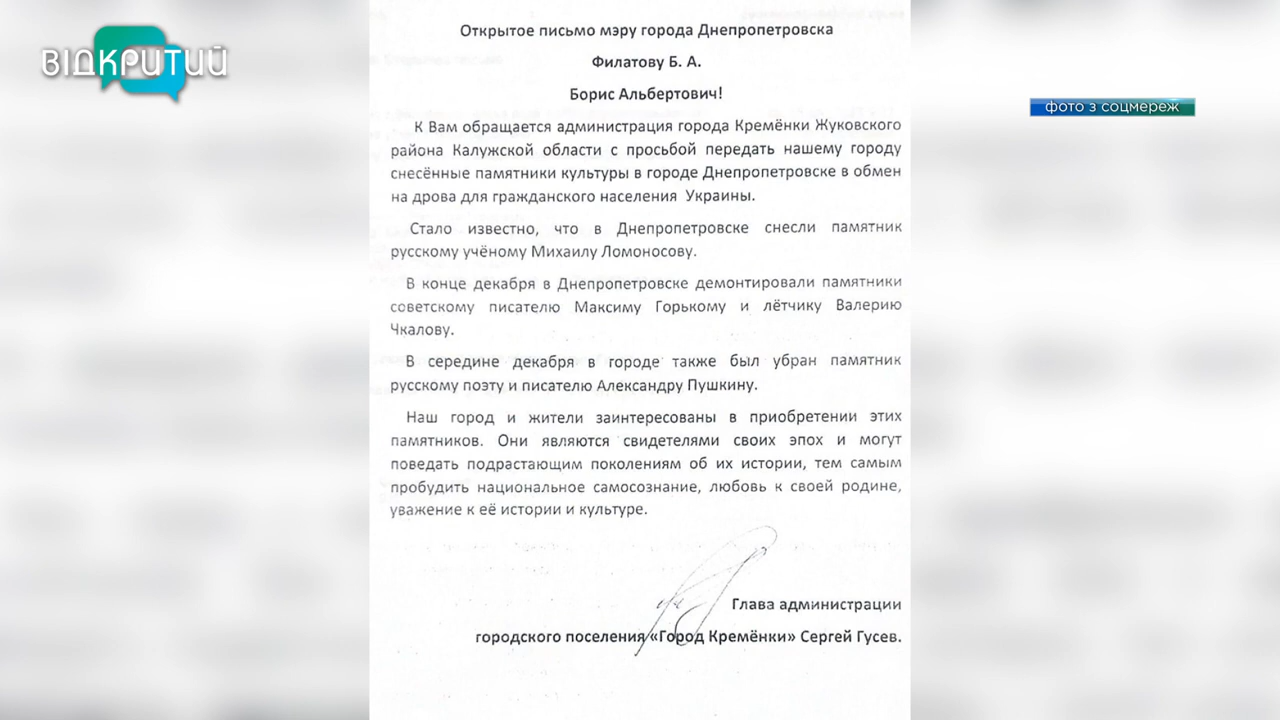 ВІДКРИТИЙ
фото з соцмереж
Открытое письмо мэру города Днепропетровска
Филатову Б. А.
Борис Альбертович!
К Вам обращается администрация города Кремёнки Жуковского
района Калужской области с просьбой передать нашему городу
снесённые памятники культуры в городе Днепропетровске в обмен
на дрова для гражданского населения Украины.
Стало известно, что в Днепропетровске снесли памятник
русскому учёному Михаилу Ломоносову.
В конце декабря в Днепропетровске демонтировали памятники
советскому писателю Максиму Горькому и лётчику Валерию
Чкалову.
В середине декабря в городе также был убран памятник
русскому поэту и писателю Александру Пушкину.
Наш город и жители заинтересованы в приобретении этих
памятников. Они являются свидетелями своих эпох и могут
поведать подрастающим поколениям об их истории, тем самым
пробудить национальное самосознание, любовь к своей родине,
уважение к её истории и культуре.
Глава администрации
городского поселения «Город Кремёнки» Сергей Гусев.